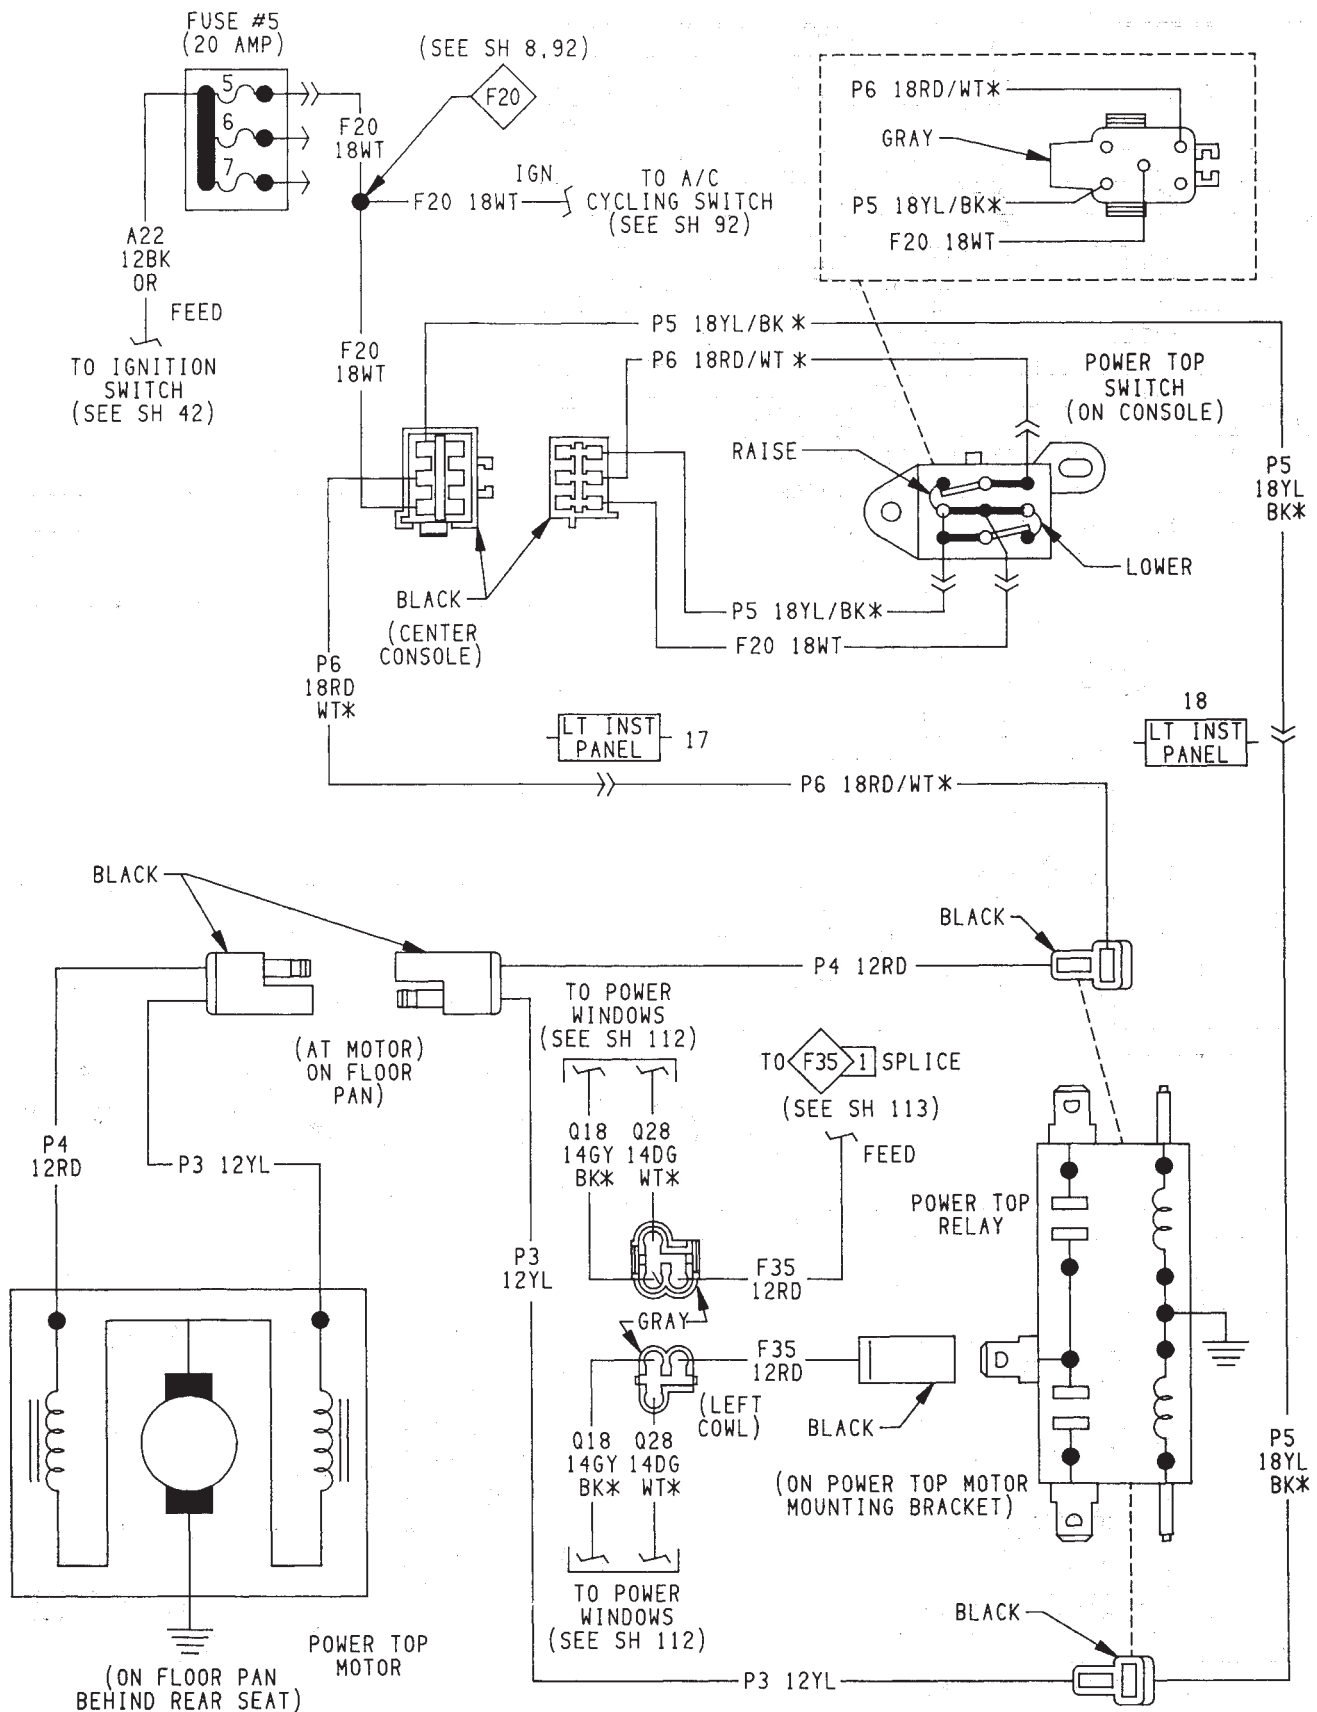 FUSE #5
(20 AMP)
(SEE SH 8,92)
F20
5
6
7
F20
18WT
IGN
F20 18WT
TO A/C
CYCLING SWITCH
(SEE SH 92)
P6 18RD/WT*
GRAY
P5 18YL/BK*
F20 18WT
A22
12BK
OR
FEED
TO IGNITION
SWITCH
(SEE SH 42)
F20
18WT
P5 18YL/BK*
P6 18RD/WT*
POWER TOP
SWITCH
(ON CONSOLE)
RAISE
P5
18YL
BK*
LOWER
BLACK
(CENTER
CONSOLE)
P5 18YL/BK*
F20 18WT
P6
18RD
WT*
LT INST
PANEL
17
18
LT INST
PANEL
P6 18RD/WT*
BLACK
BLACK
P4 12RD
TO POWER
WINDOWS
(SEE SH 112)
(AT MOTOR)
ON FLOOR
PAN)
TO F35 1 SPLICE
(SEE SH 113)
FEED
P4
12RD
P3 12YL
Q18
14GY
BK*
Q28
14DG
WT*
D
POWER TOP
RELAY
P3
12YL
F35
12RD
GRAY
F35
12RD
D
(LEFT
COWL)
BLACK
Q18
14GY
BK*
Q28
14DG
WT*
(ON POWER TOP MOTOR
MOUNTING BRACKET)
D
P5
18YL
BK*
TO POWER
WINDOWS
(SEE SH 112)
BLACK
POWER TOP
MOTOR
(ON FLOOR PAN
BEHIND REAR SEAT)
P3 12YL